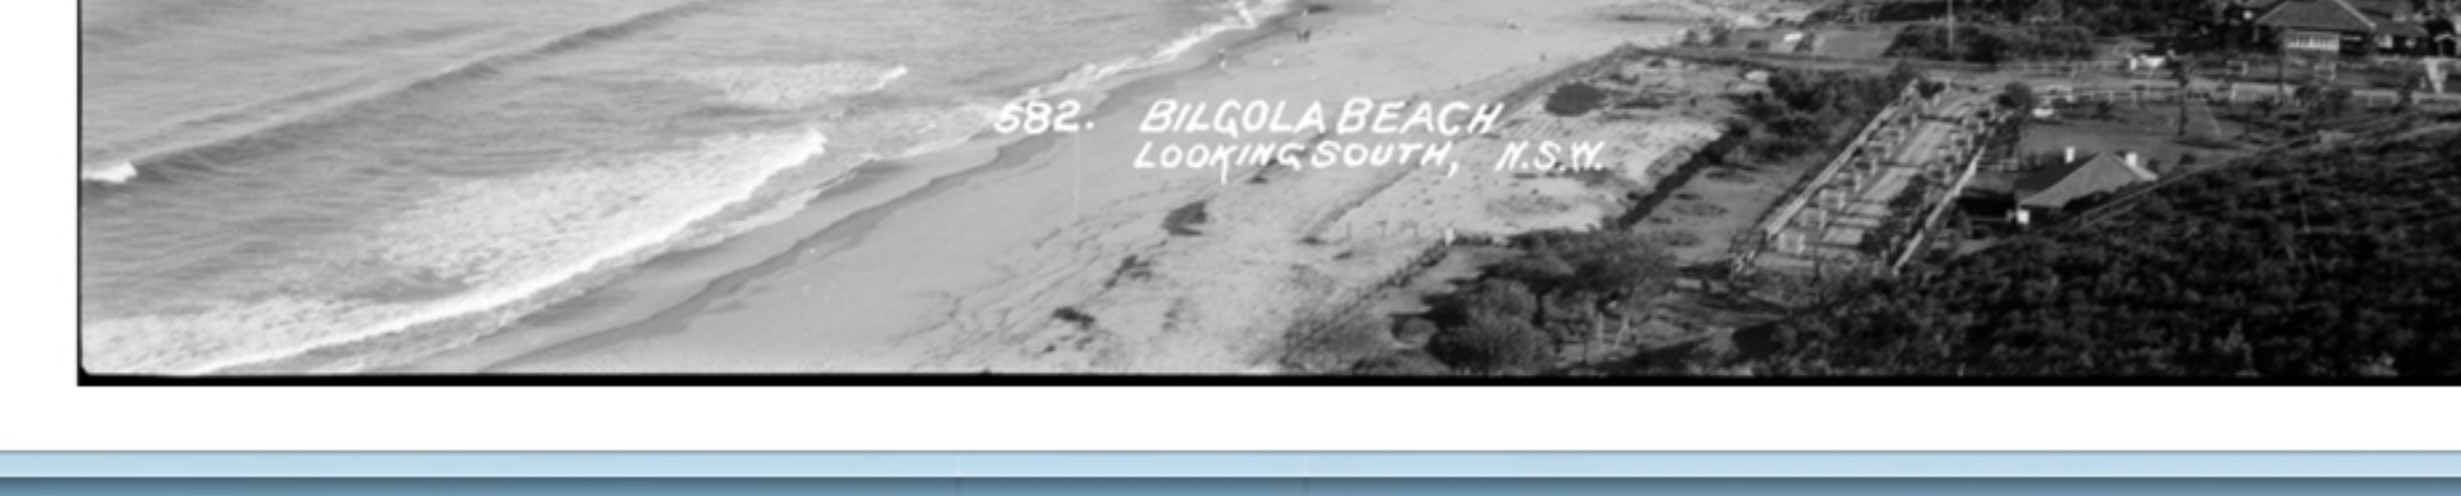 582. BILGOLA BEACH
LOOKING SOUTH, N.S.W.